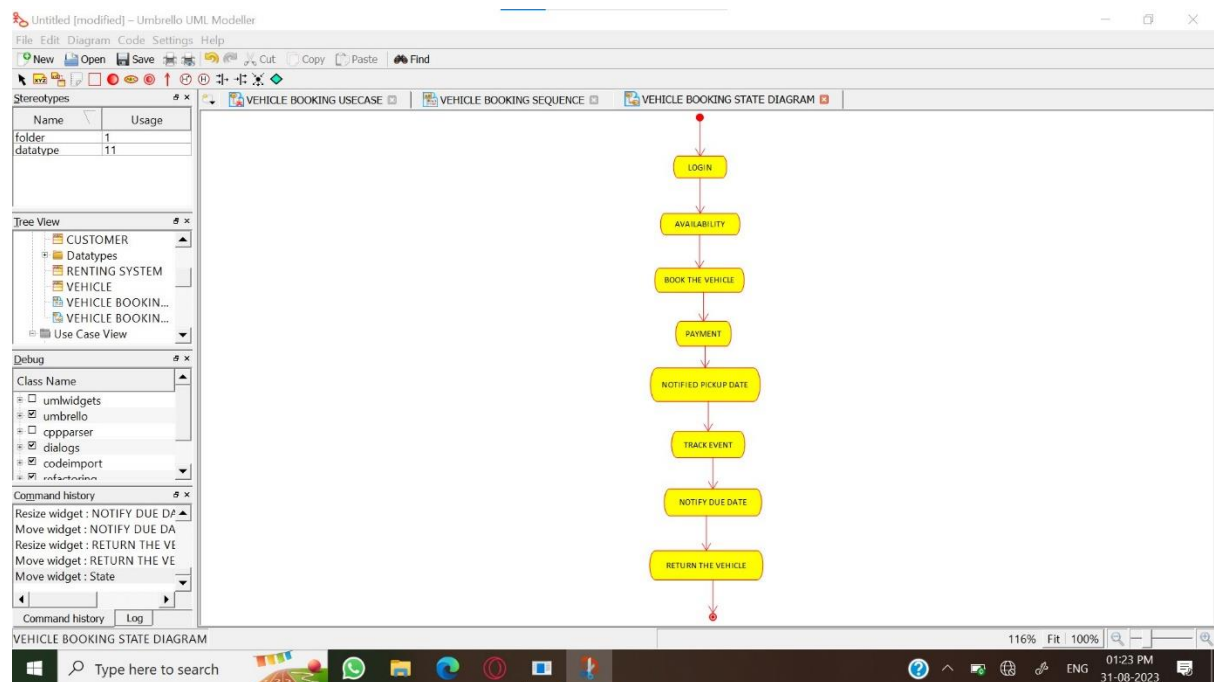 Untitled [modified] – Umbrello UML Modeller
File Edit Diagram Code Settings Help
New Open Save Cut Copy Paste Find
Stereotypes
VEHICLE BOOKING USECASE VEHICLE BOOKING SEQUENCE VEHICLE BOOKING STATE DIAGRAM
Name Usage
folder 1
datatype 11
Tree View
CUSTOMER
Datatypes
RENTING SYSTEM
VEHICLE
VEHICLE BOOKIN...
VEHICLE BOOKIN...
Use Case View
Debug
Class Name
umlwidgets
umbrello
cppparser
dialogs
codeimport
refactoring
Command history
Resize widget : NOTIFY DUE DA
Move widget : NOTIFY DUE DA
Resize widget : RETURN THE VE
Move widget : RETURN THE VE
Move widget : State
Command history Log
LOGIN
AVAILABILITY
BOOK THE VEHICLE
PAYMENT
NOTIFIED PICKUP DATE
TRACK EVENT
NOTIFY DUE DATE
RETURN THE VEHICLE
VEHICLE BOOKING STATE DIAGRAM 116% Fit 100%
Type here to search ENG 01:23 PM
31-08-2023